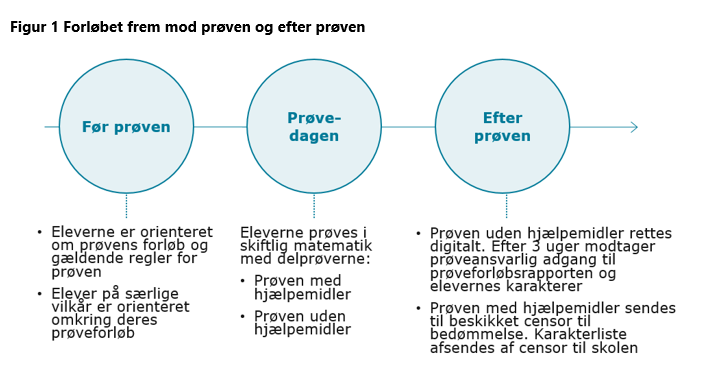 Figur 1 Forløbet frem mod prøven og efter prøven
Før prøven
Prøve-
dagen
Efter
prøven
• Eleverne er orienteret
om prøvens forløb og
gældende regler for
prøven
• Elever på særlige
vilkår er orienteret
omkring deres
prøveforløb
Eleverne prøves i
skiftlig matematik
med delprøverne:
• Prøven med
hjælpemidler
• Prøven uden
hjælpemidler
• Prøven uden hjælpemidler rettes
digitalt. Efter 3 uger modtager
prøveansvarlig adgang til
prøveforløbsrapporten og
elevernes karakterer
• Prøven med hjælpemidler sendes
til beskikket censor til
bedømmelse. Karakterliste
afsendes af censor til skolen